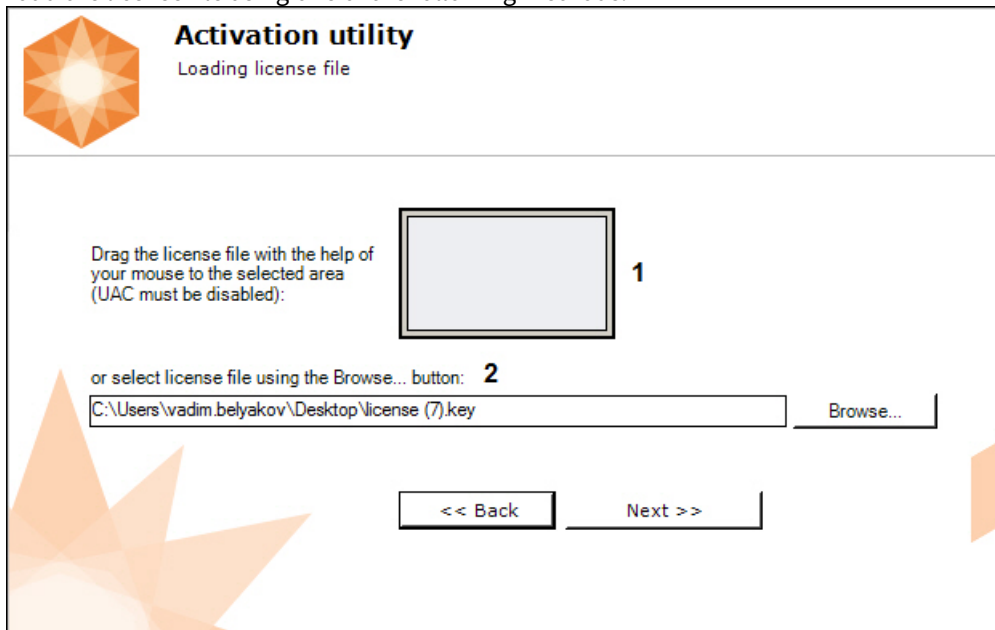 Activation utility
Loading license file
Drag the license file with the help of
your mouse to the selected area
(UAC must be disabled):
1
or select license file using the Browse... button: 2
C:\Users\vadim.belyakov\Desktop\license (7).key
Browse...
<< Back
Next >>